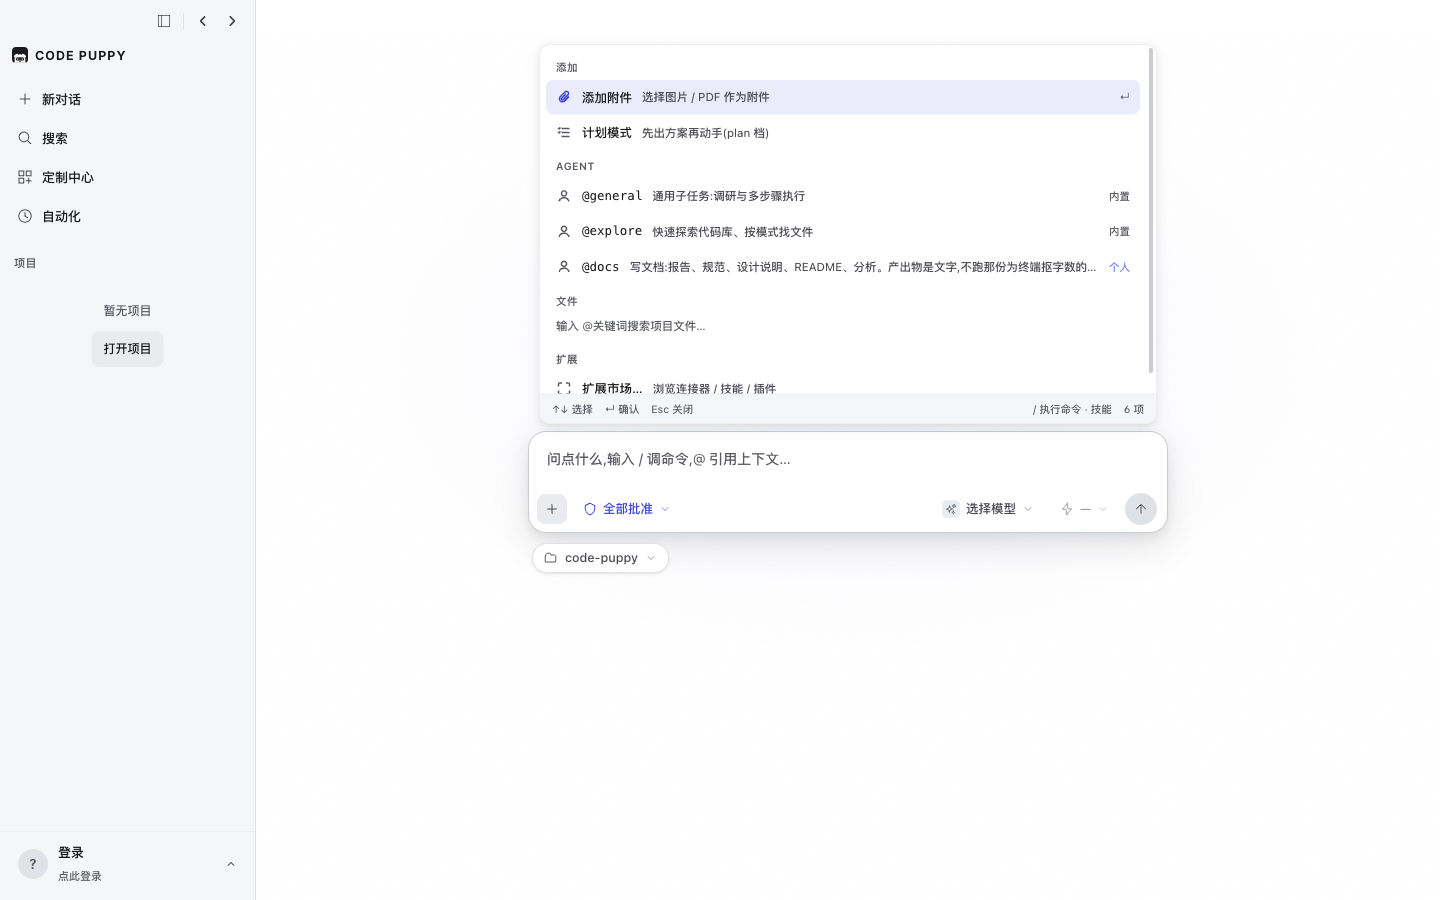 CODE PUPPY
新对话
搜索
定制中心
自动化
项目
暂无项目
打开项目
?
登录
点此登录
添加
添加附件 选择图片 / PDF 作为附件
计划模式 先出方案再动手(plan 档)
AGENT
@general 通用子任务:调研与多步骤执行 内置
@explore 快速探索代码库、按模式找文件 内置
@docs 写文档:报告、规范、设计说明、README、分析。产出物是文字,不跑那份为终端抠字数的... 个人
文件
输入 @关键词搜索项目文件...
扩展
扩展市场... 浏览连接器 / 技能 / 插件
↑↓ 选择 ↵ 确认 Esc 关闭 / 执行命令 · 技能 6 项
问点什么,输入 / 调命令,@ 引用上下文...
全部批准 选择模型 —
code-puppy